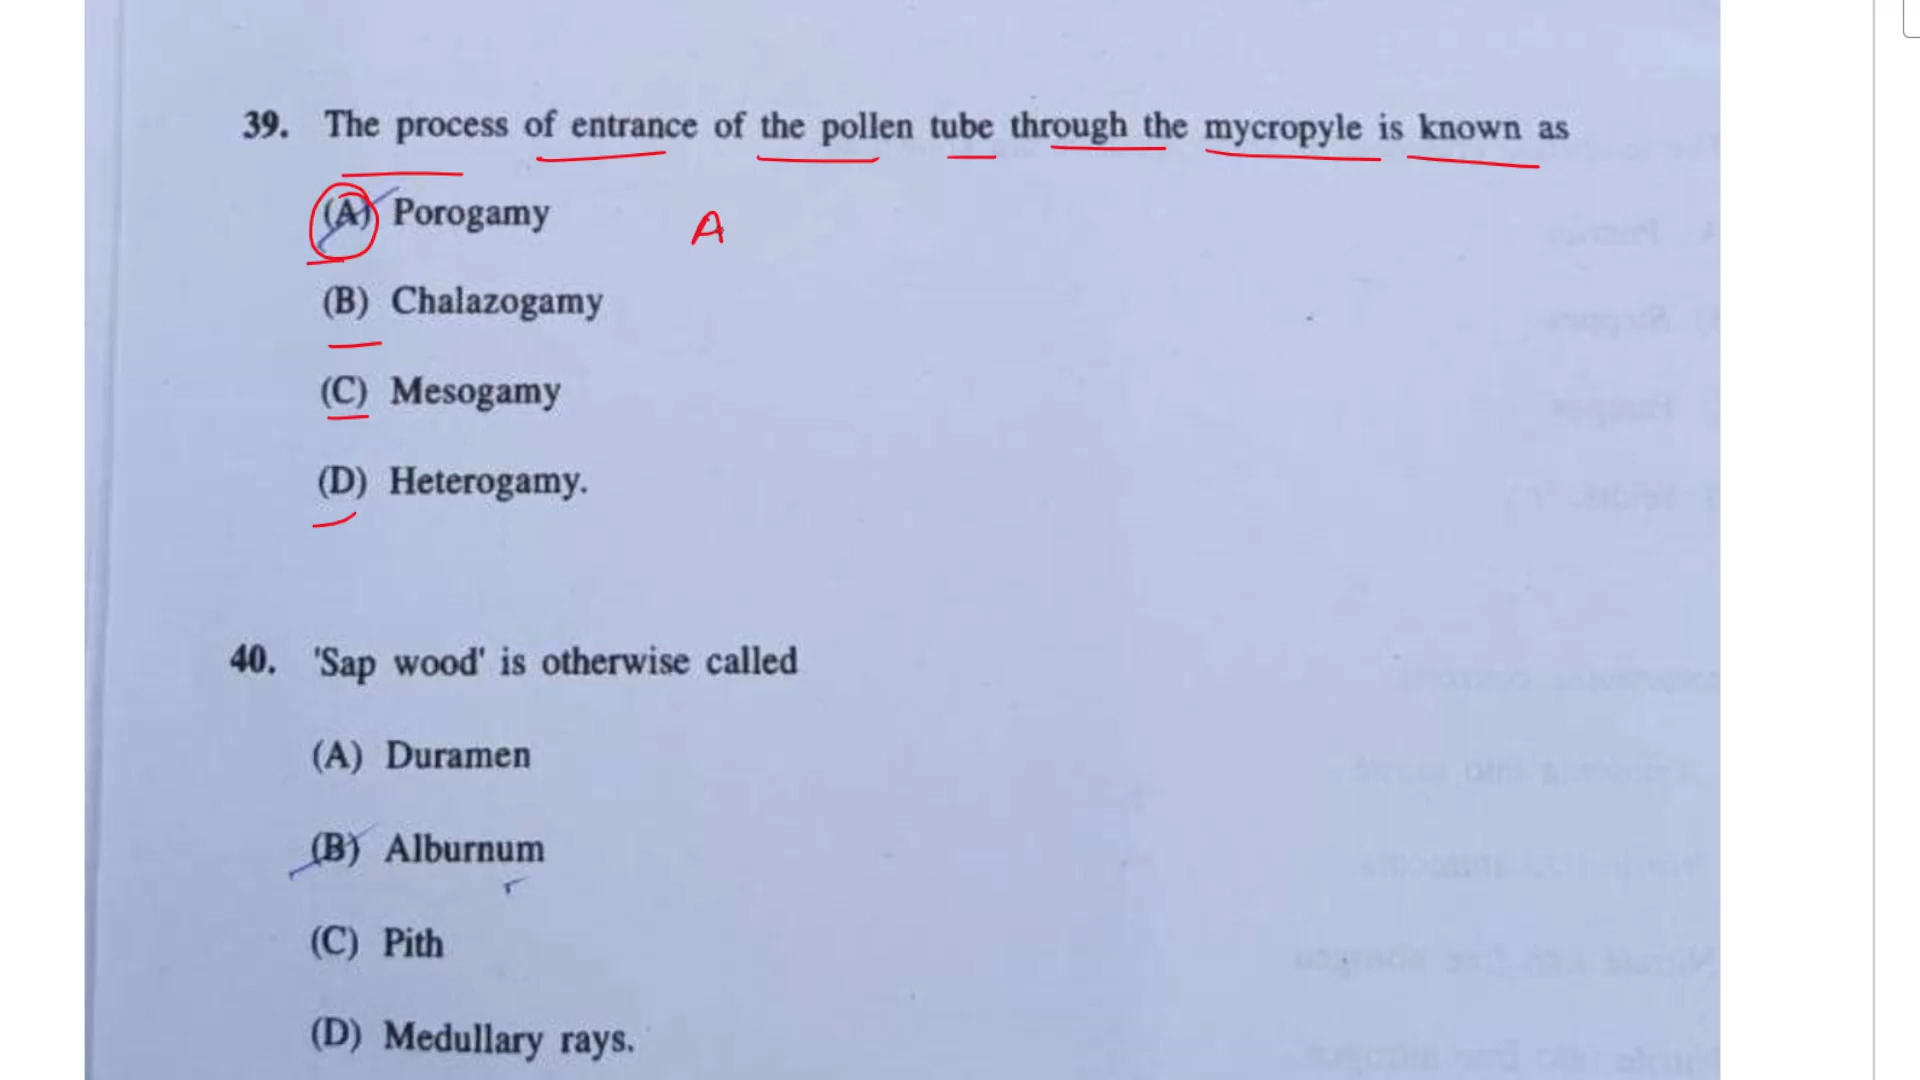 39. The process of entrance of the pollen tube through the mycropyle is known as
(A) Porogamy A
(B) Chalazogamy
(C) Mesogamy
(D) Heterogamy.
40. 'Sap wood' is otherwise called
(A) Duramen
(B) Alburnum
(C) Pith
(D) Medullary rays.